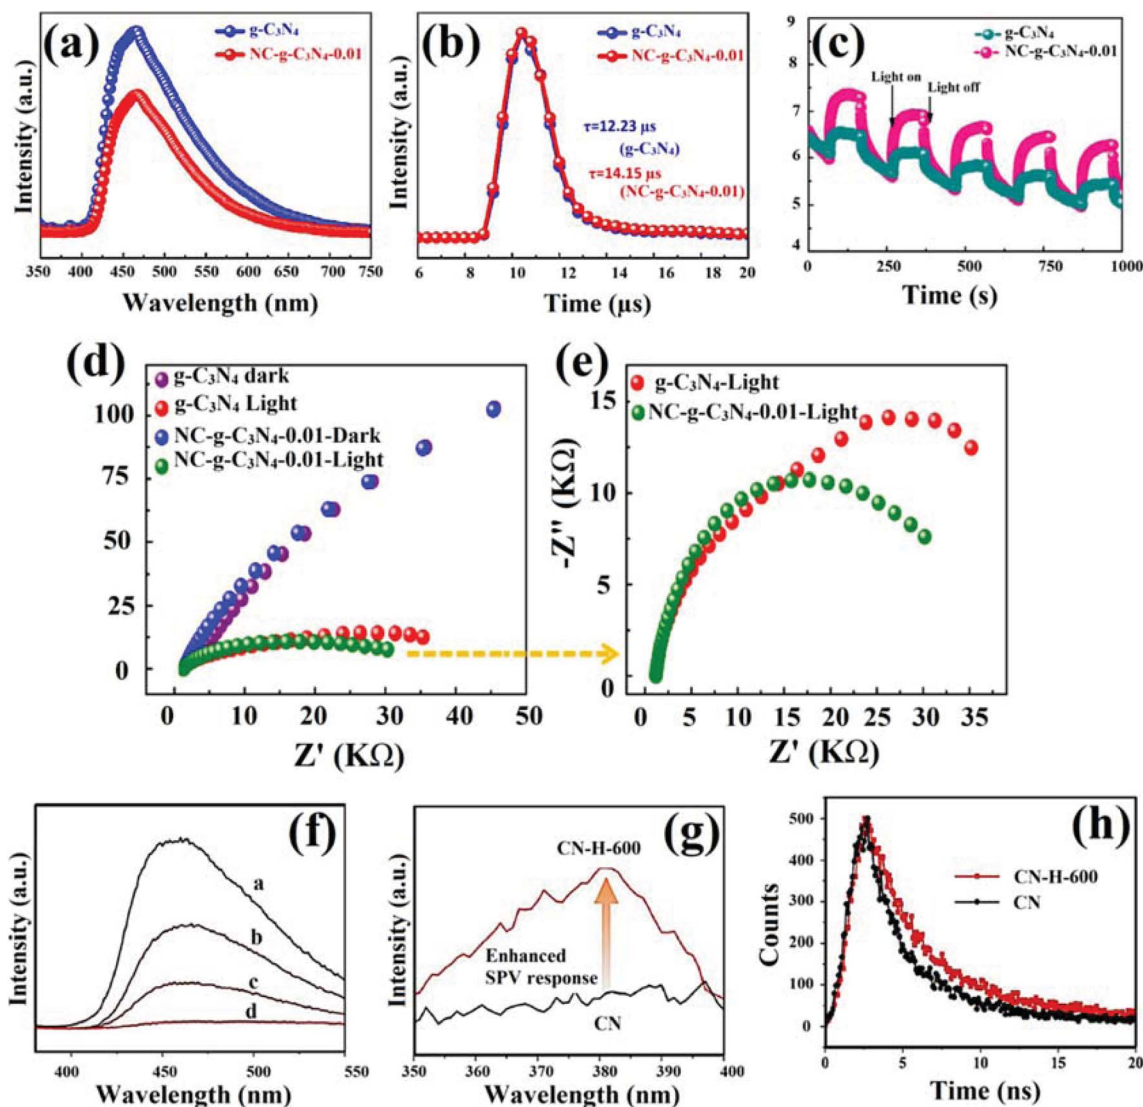 (a)
g-C₃N₄
NC-g-C₃N₄-0.01
Intensity (a.u.)
350 400 450 500 550 600 650 700 750
Wavelength (nm)
(b)
g-C₃N₄
NC-g-C₃N₄-0.01
τ=12.23 μs
(g-C₃N₄)
τ=14.15 μs
(NC-g-C₃N₄-0.01)
Intensity (a.u.)
6 8 10 12 14 16 18 20
Time (μs)
(c)
g-C₃N₄
NC-g-C₃N₄-0.01
Light on
Light off
9
8
7
6
5
4
0 250 500 750 1000
Time (s)
(d)
g-C₃N₄ dark
g-C₃N₄ Light
NC-g-C₃N₄-0.01-Dark
NC-g-C₃N₄-0.01-Light
100
75
50
25
0
0 10 20 30 40 50
Z' (KΩ)
(e)
g-C₃N₄-Light
NC-g-C₃N₄-0.01-Light
-Z'' (KΩ)
15
10
5
0
0 5 10 15 20 25 30 35
Z' (KΩ)
(f)
a
b
c
d
Intensity (a.u.)
400 450 500 550
Wavelength (nm)
(g)
CN-H-600
Enhanced
SPV response
CN
Intensity (a.u.)
350 360 370 380 390 400
Wavelength (nm)
(h)
CN-H-600
CN
Counts
500
400
300
200
100
0
0 5 10 15 20
Time (ns)